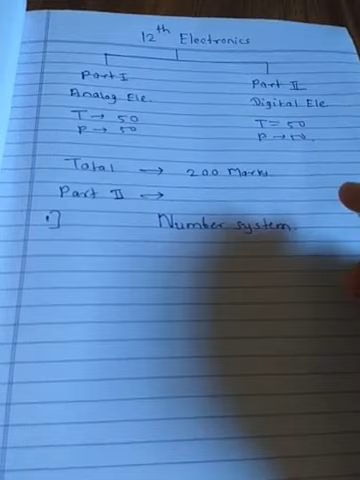 12th Electronics
Part I
Analog Ele.
T → 50
P → 50
Part II
Digital Ele
T = 50
P → 50.
Total → 200 Marks
Part II →
1] Number system.